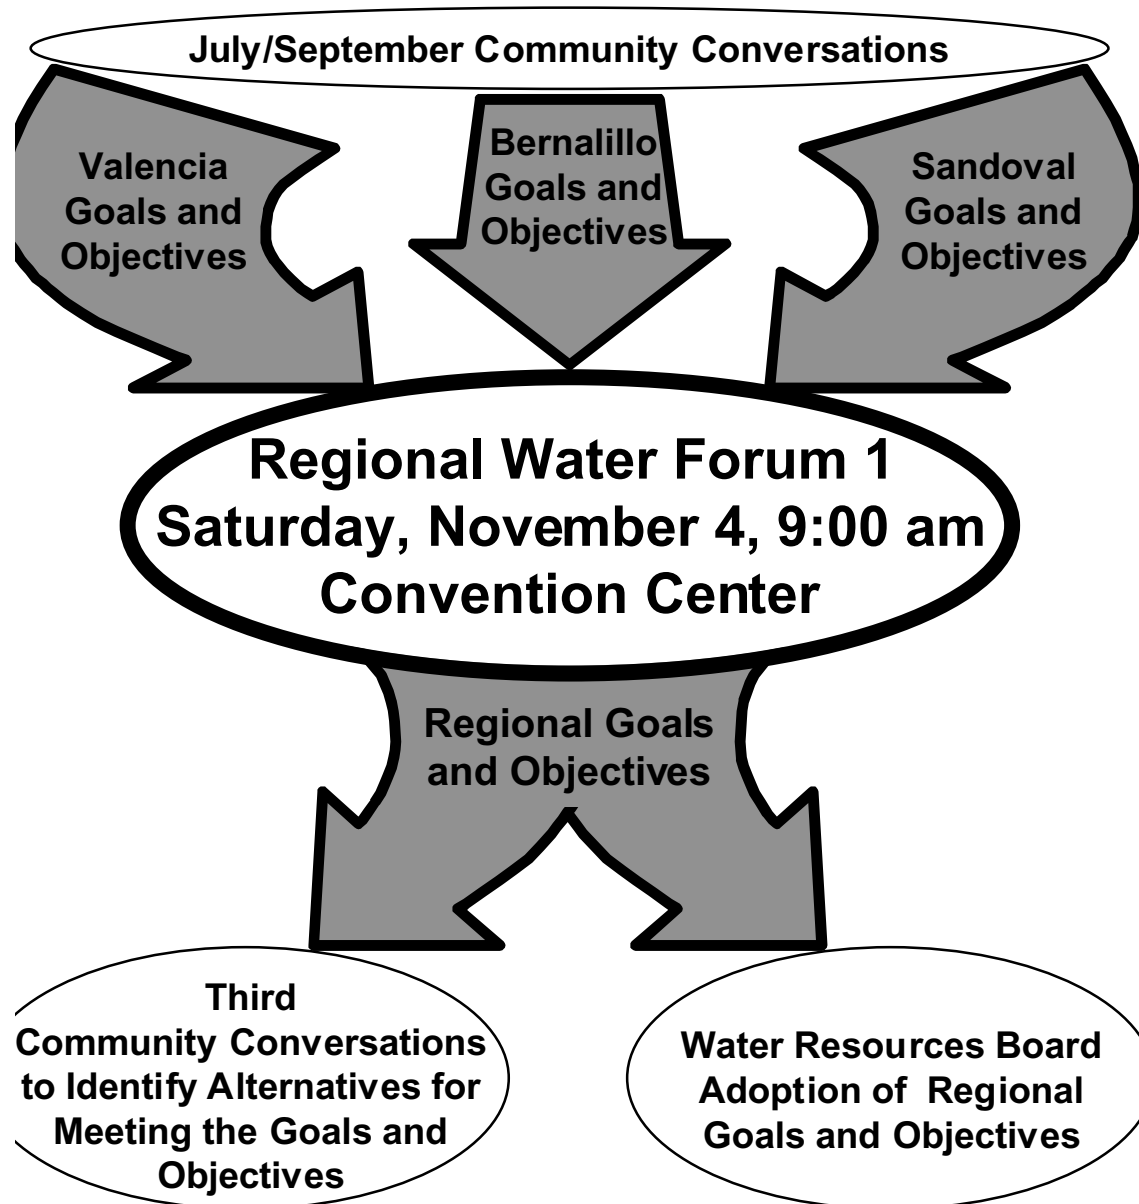 July/September Community Conversations
Valencia
Goals and
Objectives
Bernalillo
Goals and
Objectives
Sandoval
Goals and
Objectives
Regional Water Forum 1
Saturday, November 4, 9:00 am
Convention Center
Regional Goals
and Objectives
Third
Community Conversations
to Identify Alternatives for
Meeting the Goals and
Objectives
Water Resources Board
Adoption of Regional
Goals and Objectives